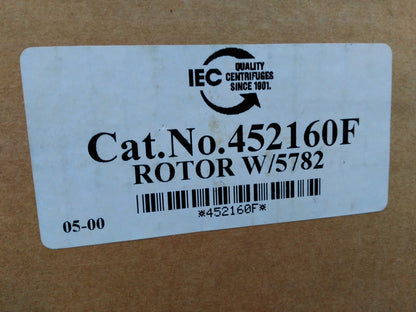 IEC
QUALITY
CENTRIFUGES
SINCE 1901.
Cat.No.452160F
ROTOR W/5782
*452160F*
05-00